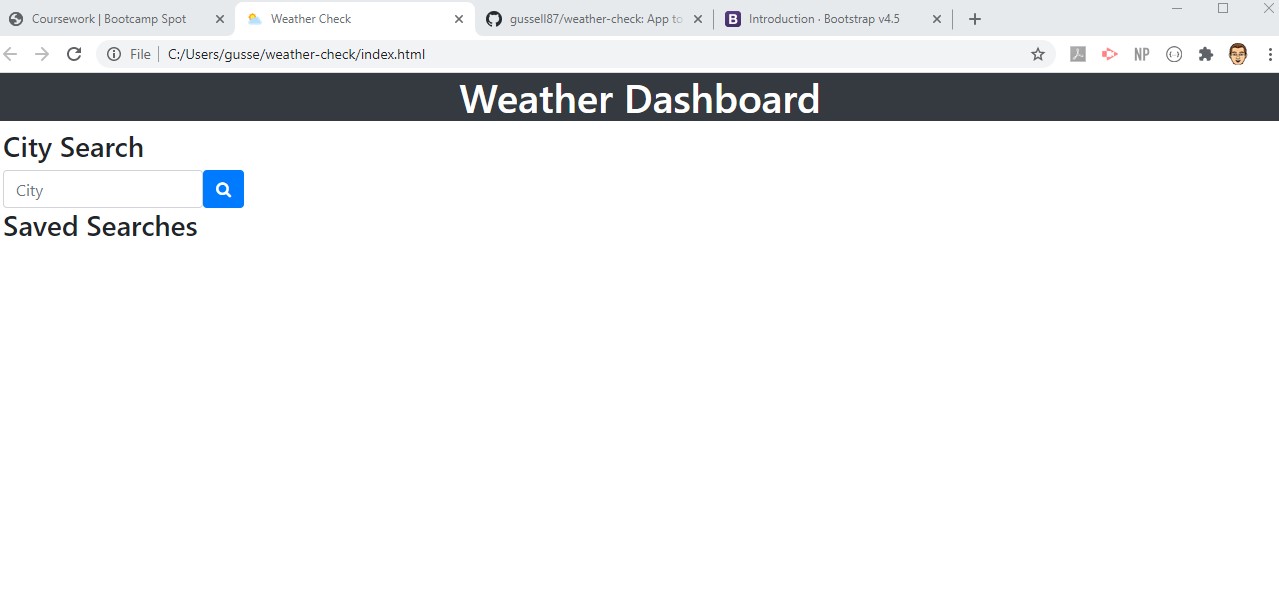 Coursework | Bootcamp Spot
Weather Check
gussell87/weather-check: App to
B
Introduction · Bootstrap v4.5
File
C:/Users/gusse/weather-check/index.html
NP
Weather Dashboard
City Search
City
Saved Searches